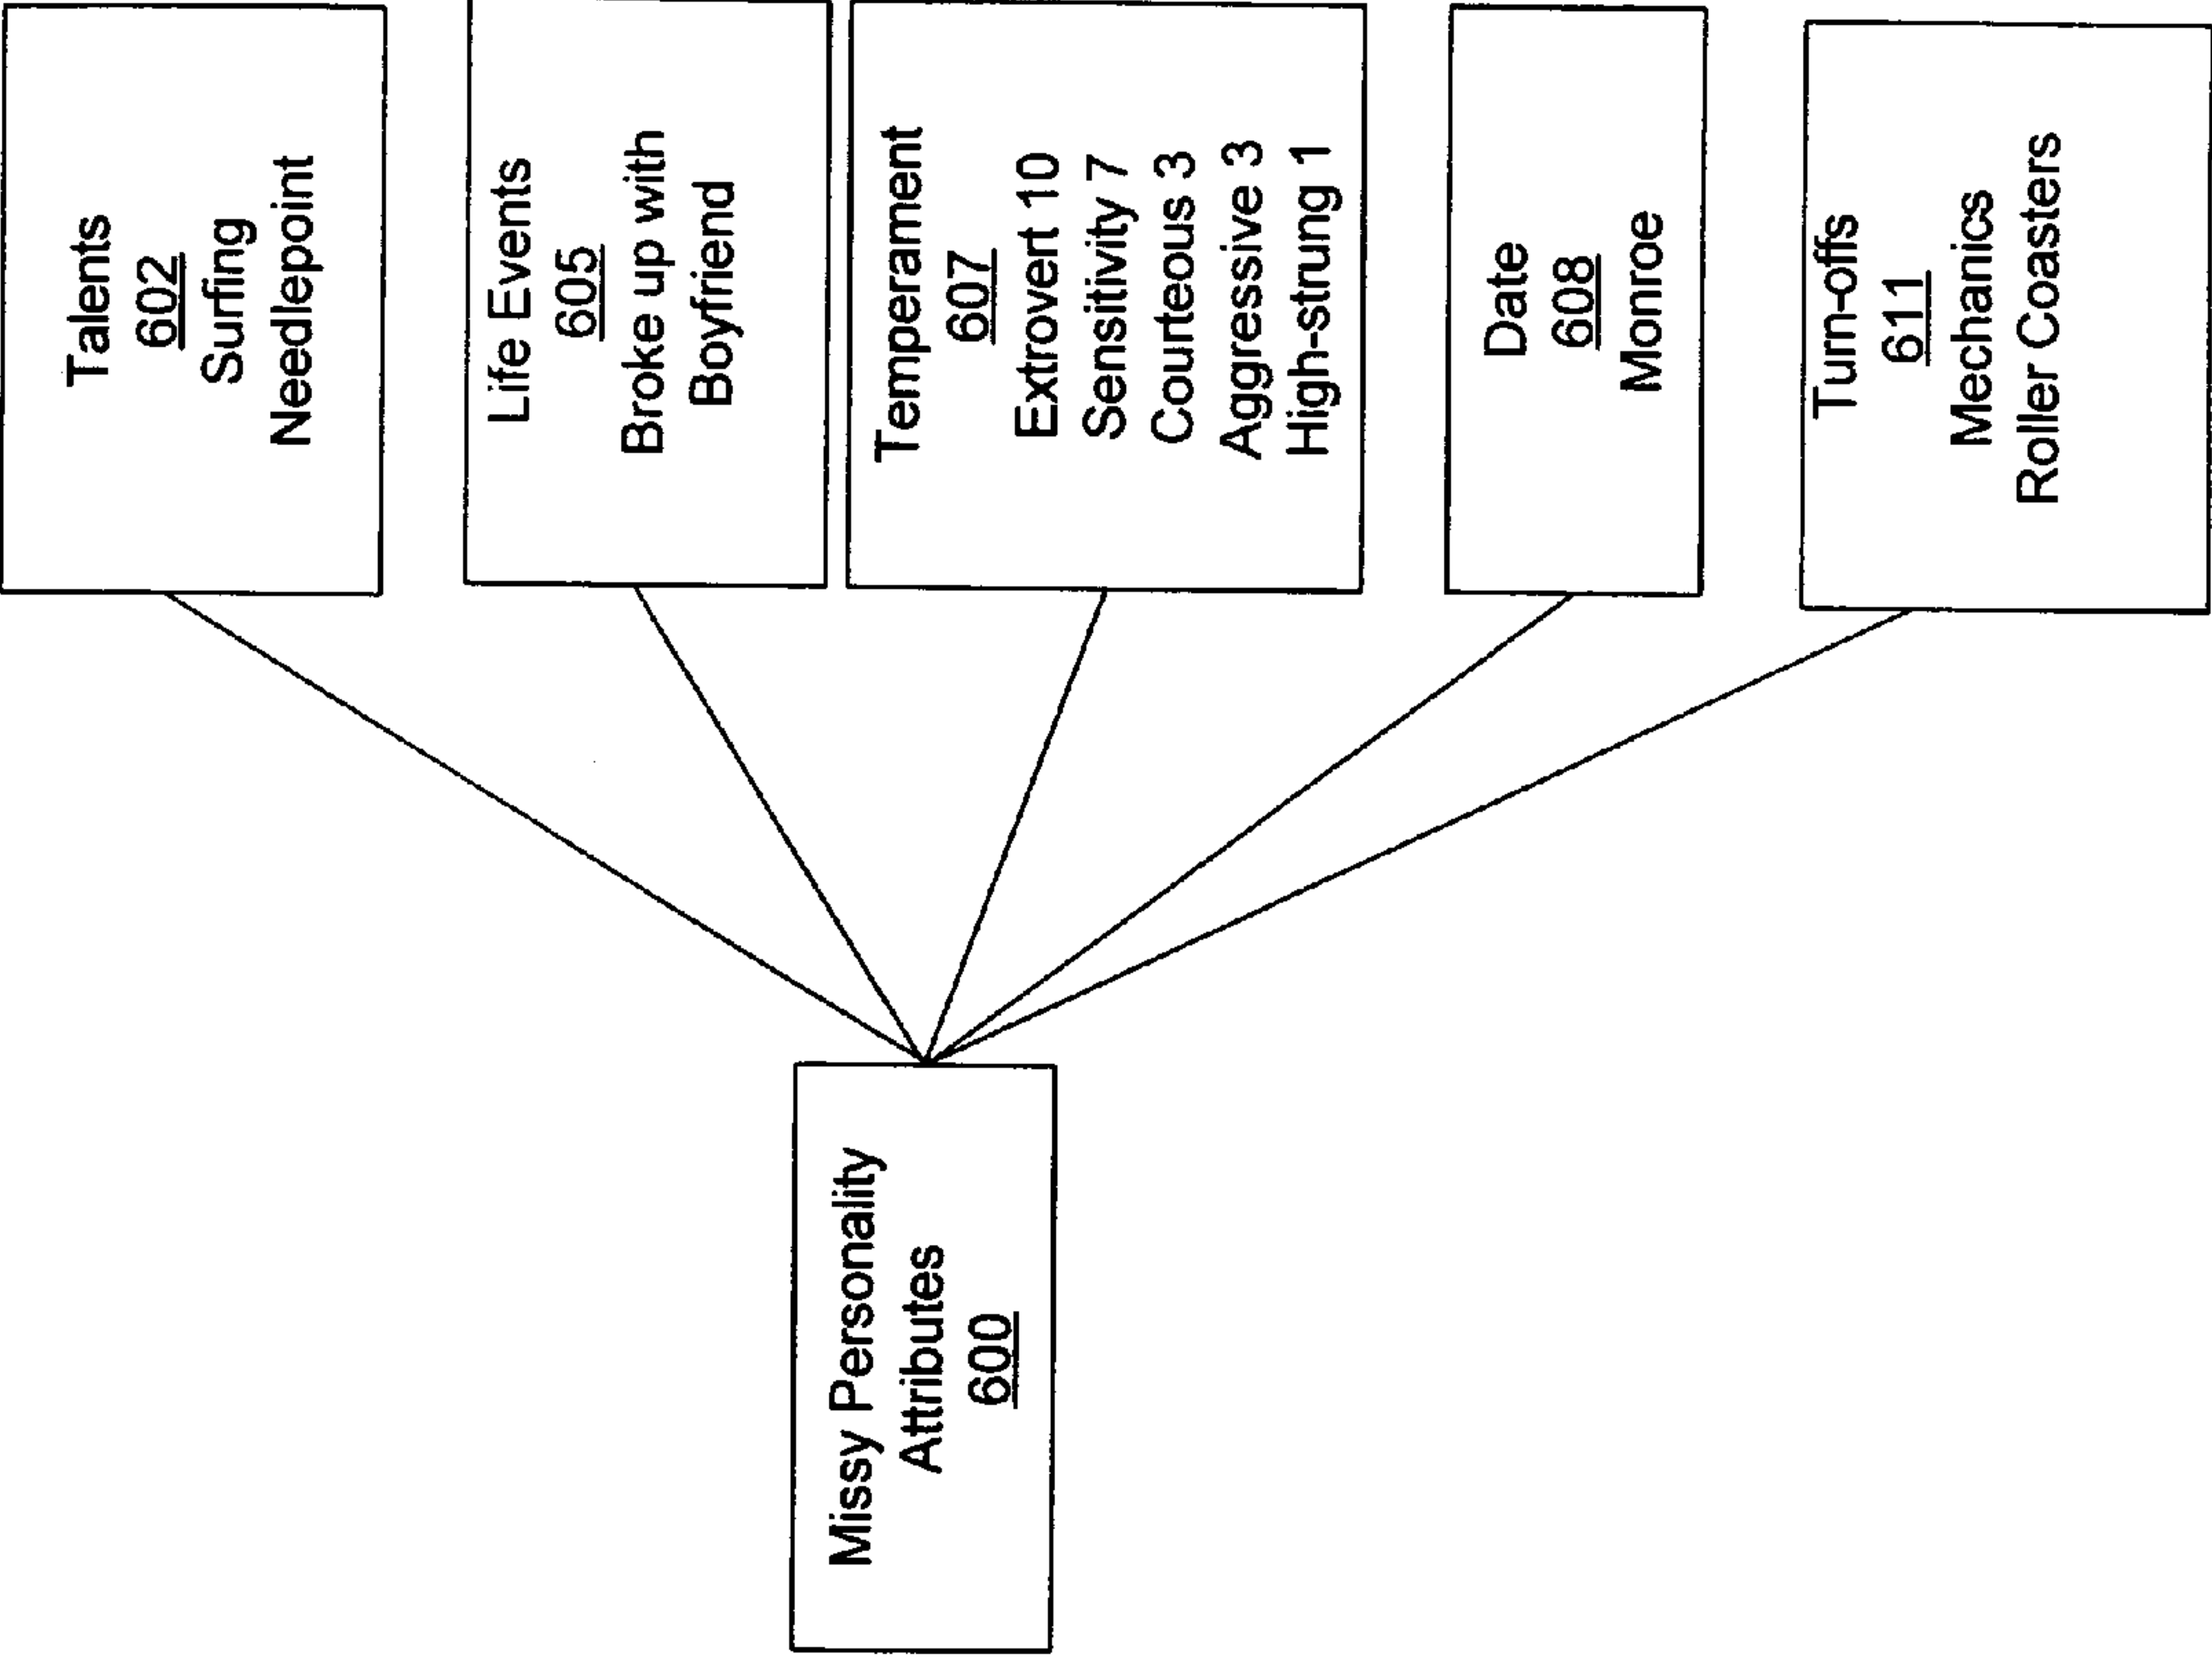 Missy Personality
Attributes
600
Talents
602
Surfing
Needlepoint
Life Events
605
Broke up with
Boyfriend
Temperament
607
Extrovert 10
Sensitivity 7
Courteous 3
Aggressive 3
High-strung 1
Date
608
Monroe
Turn-offs
611
Mechanics
Roller Coasters